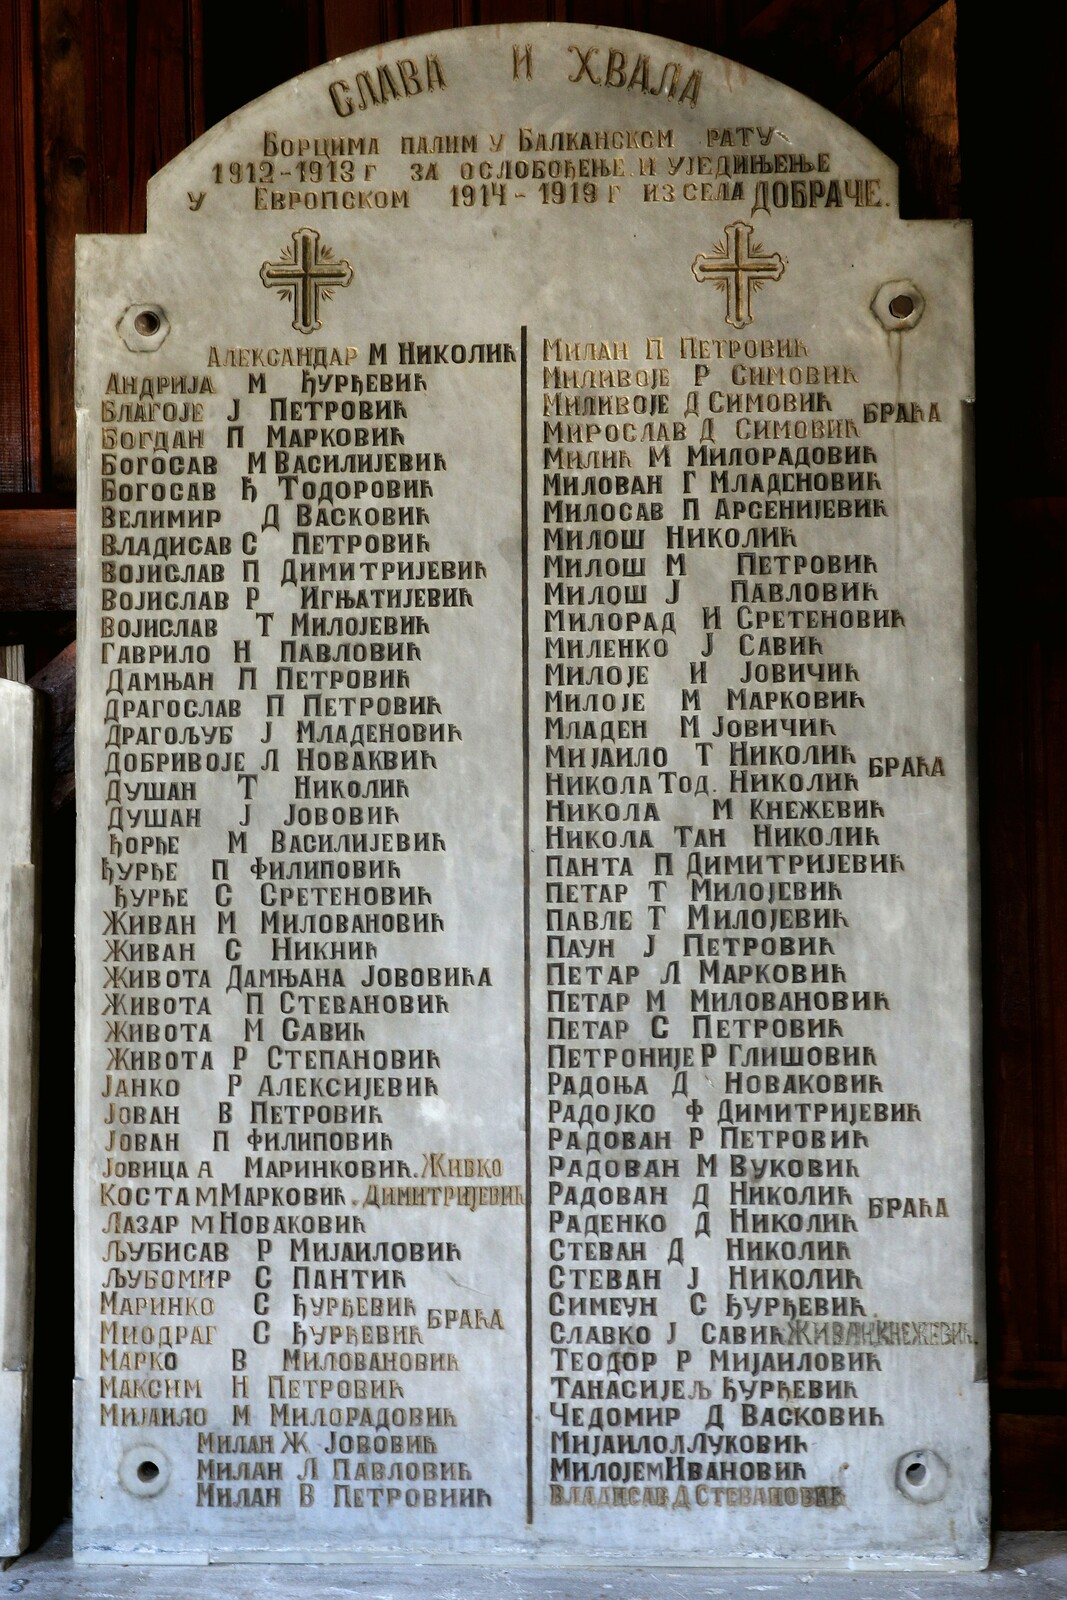 СЛАВА И ХВАЛА
БОРЦИМА ПАЛИМ У БАЛКАНСКОМ РАТУ
1912-1913 Г ЗА ОСЛОБОЂЕЊЕ И УЈЕДИЊЕЊЕ
У ЕВРОПСКОМ 1914-1919 Г ИЗ СЕЛА ДОБРАЧЕ.
АЛЕКСАНДАР М НИКОЛИЋ
АНДРИЈА М ЂУРЂЕВИЋ
БЛАГОЈЕ Ј ПЕТРОВИЋ
БОГДАН П МАРКОВИЋ
БОГОСАВ М ВАСИЛИЈЕВИЋ
БОГОСАВ Ђ ТОДОРОВИЋ
ВЕЛИМИР Д ВАСКОВИЋ
ВЛАДИСАВ С ПЕТРОВИЋ
ВОЈИСЛАВ П ДИМИТРИЈЕВИЋ
ВОЈИСЛАВ Р ИГЊАТИЈЕВИЋ
ВОЈИСЛАВ Т МИЛОЈЕВИЋ
ГАВРИЛО Н ПАВЛОВИЋ
ДАМЊАН П ПЕТРОВИЋ
ДРАГОСЛАВ П ПЕТРОВИЋ
ДРАГОЉУБ Ј МЛАДЕНОВИЋ
ДОБРИВОЈЕ Л НОВАКВИЋ
ДУШАН Т НИКОЛИЋ
ДУШАН Ј ЈОВОВИЋ
ЂОРЂЕ М ВАСИЛИЈЕВИЋ
ЂУРЂЕ П ФИЛИПОВИЋ
ЂУРЂЕ С СРЕТЕНОВИЋ
ЖИВАН М МИЛОВАНОВИЋ
ЖИВАН С НИКНИЋ
ЖИВОТА ДАМЊАНА ЈОВОВИЋА
ЖИВОТА П СТЕВАНОВИЋ
ЖИВОТА М САВИЋ
ЖИВОТА Р СТЕПАНОВИЋ
ЈАНКО Р АЛЕКСИЈЕВИЋ
ЈОВАН В ПЕТРОВИЋ
ЈОВАН П ФИЛИПОВИЋ
ЈОВИЦА А МАРИНКОВИЋ. ЖИВКО
КОСТА М МАРКОВИЋ. ДИМИТРИЈЕВИЋ
ЛАЗАР М НОВАКОВИЋ
ЉУБИСАВ Р МИЈАИЛОВИЋ
ЉУБОМИР С ПАНТИЋ
МАРИНКО С ЂУРЂЕВИЋ
БРАЋА
МИОДРАГ С ЂУРЂЕВИЋ
МАРКО В МИЛОВАНОВИЋ
МАКСИМ Н ПЕТРОВИЋ
МИЈАИЛО М МИЛОРАДОВИЋ
МИЛАН Ж ЈОВОВИЋ
МИЛАН Л ПАВЛОВИЋ
МИЛАН В ПЕТРОВИИЋ
МИЛАН П ПЕТРОВИЋ
МИЛИВОЈЕ Р СИМОВИЋ
МИЛИВОЈЕ Д СИМОВИЋ
БРАЋА
МИРОСЛАВ Д СИМОВИЋ
МИЛИЋ М МИЛОРАДОВИЋ
МИЛОВАН Г МЛАДЕНОВИЋ
МИЛОСАВ П АРСЕНИЈЕВИЋ
МИЛОШ НИКОЛИЋ
МИЛОШ М ПЕТРОВИЋ
МИЛОШ Ј ПАВЛОВИЋ
МИЛОРАД И СРЕТЕНОВИЋ
МИЛЕНКО Ј САВИЋ
МИЛОЈЕ И ЈОВИЧИЋ
МИЛОЈЕ М МАРКОВИЋ
МЛАДЕН М ЈОВИЧИЋ
МИЈАИЛО Т НИКОЛИЋ
БРАЋА
НИКОЛА ТОД. НИКОЛИЋ
НИКОЛА М КНЕЖЕВИЋ
НИКОЛА ТАН НИКОЛИЋ
ПАНТА П ДИМИТРИЈЕВИЋ
ПЕТАР Т МИЛОЈЕВИЋ
ПАВЛЕ Т МИЛОЈЕВИЋ
ПАУН Ј ПЕТРОВИЋ
ПЕТАР Л МАРКОВИЋ
ПЕТАР М МИЛОВАНОВИЋ
ПЕТАР С ПЕТРОВИЋ
ПЕТРОНИЈЕ Р ГЛИШОВИЋ
РАДОЊА Д НОВАКОВИЋ
РАДОЈКО Ф ДИМИТРИЈЕВИЋ
РАДОВАН Р ПЕТРОВИЋ
РАДОВАН М ВУКОВИЋ
РАДОВАН Д НИКОЛИЋ
БРАЋА
РАДЕНКО Д НИКОЛИЋ
СТЕВАН Д НИКОЛИЋ
СТЕВАН Ј НИКОЛИЋ
СИМЕУН С ЂУРЂЕВИЋ
СЛАВКО Ј САВИЋ ЖИВАН КНЕЖЕВИЋ.
ТЕОДОР Р МИЈАИЛОВИЋ
ТАНАСИЈЕ Љ ЂУРЂЕВИЋ
ЧЕДОМИР Д ВАСКОВИЋ
МИЈАИЛО Л ЛУКОВИЋ
МИЛОЈЕ М ИВАНОВИЋ
ВЛАДИСАВ Д СТЕВАНОВИЋ